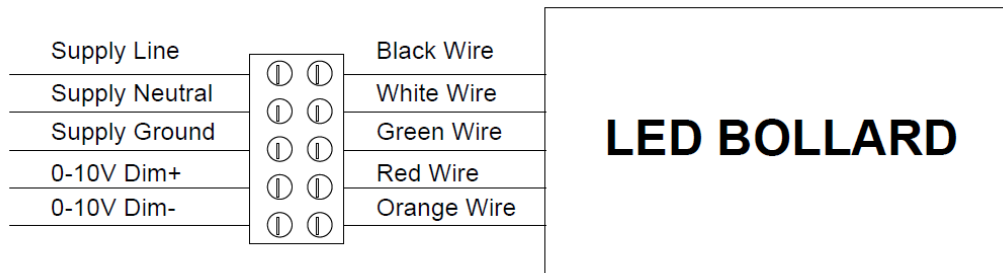 Supply Line Black Wire
Supply Neutral White Wire
Supply Ground Green Wire
0-10V Dim+ Red Wire
0-10V Dim- Orange Wire
LED BOLLARD